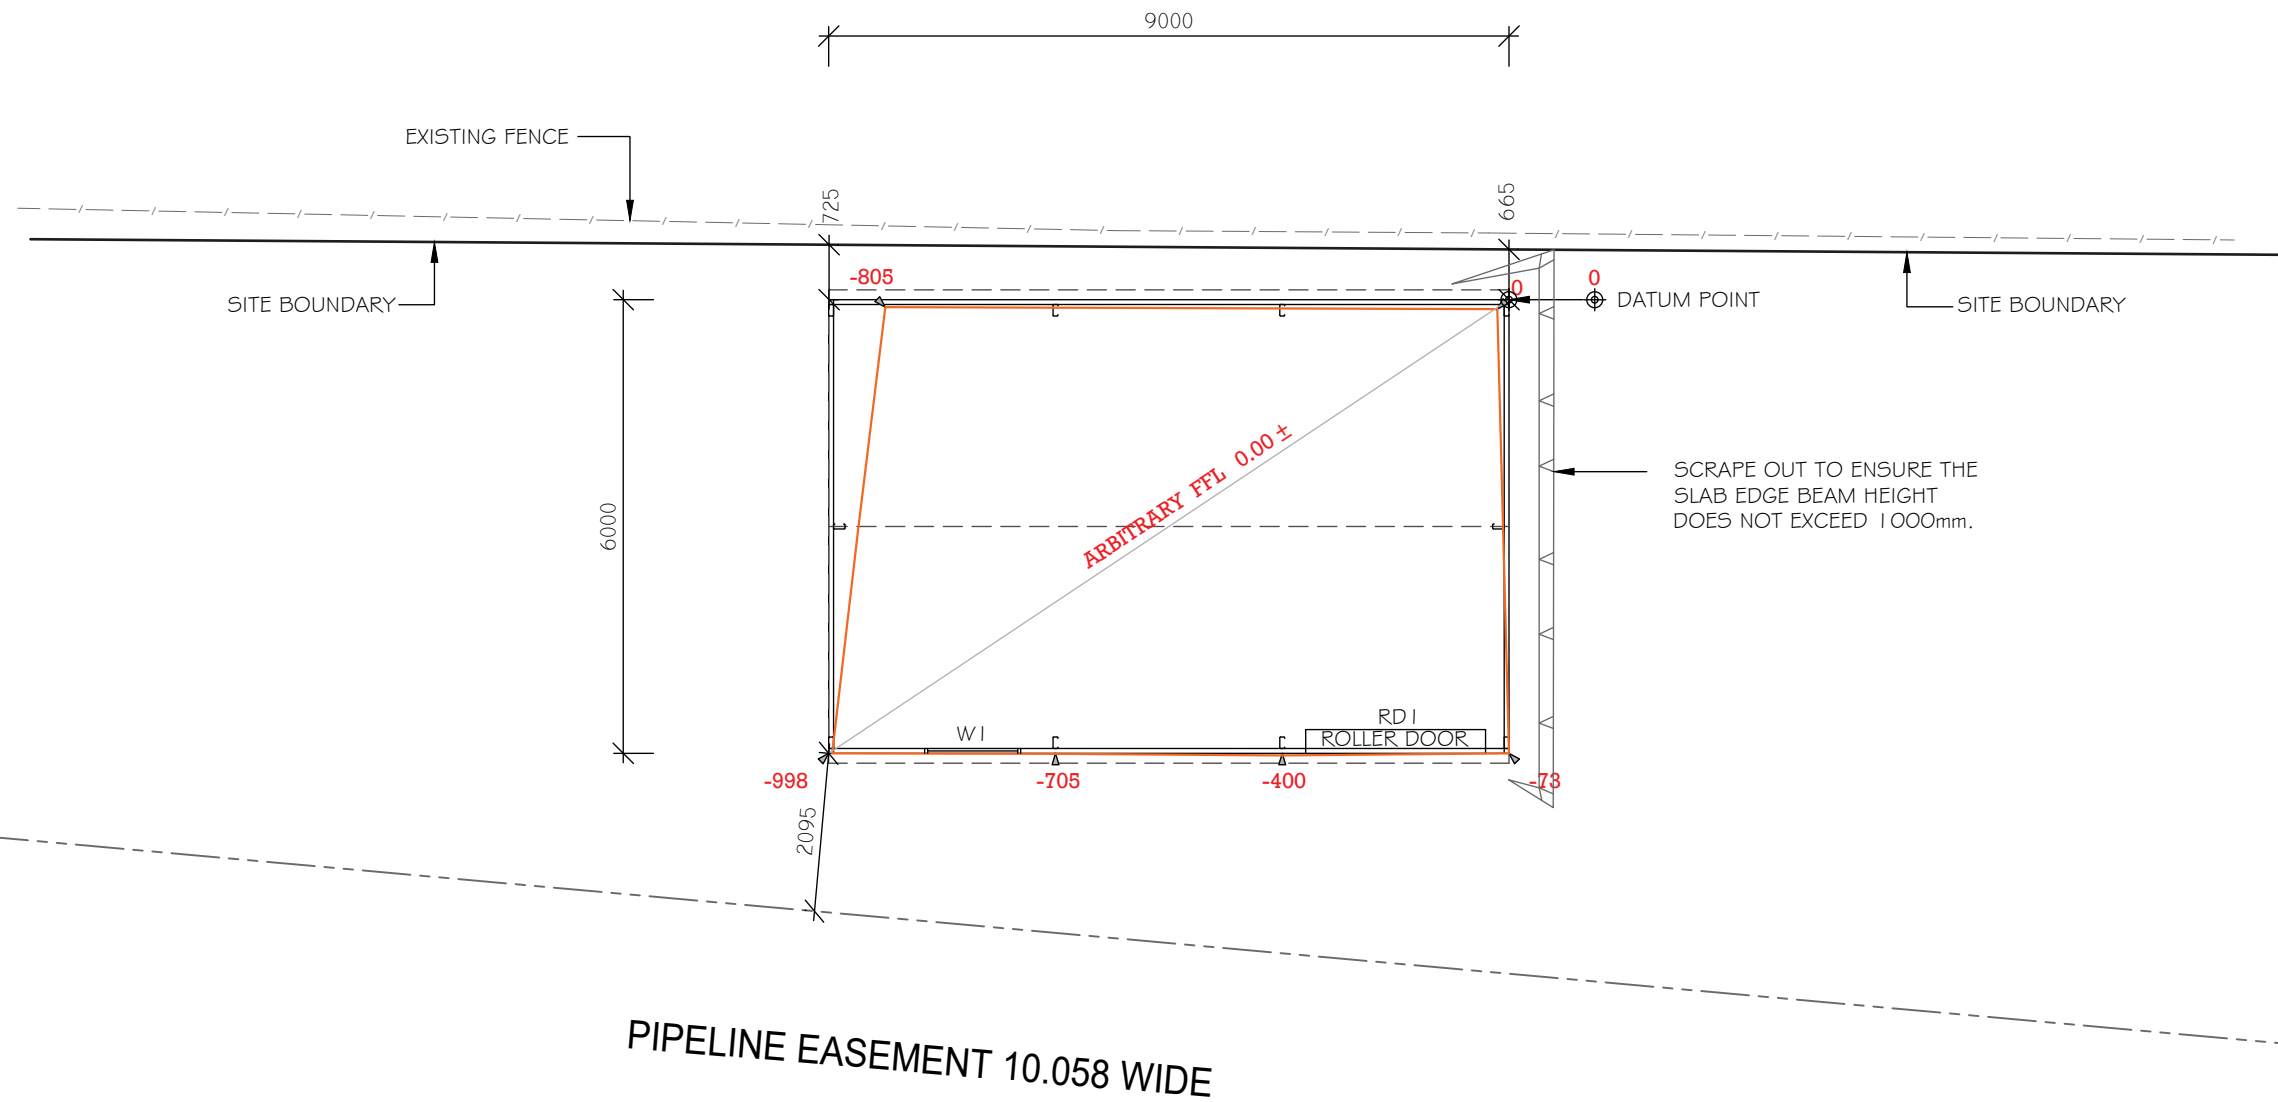 9000
EXISTING FENCE
725
665
-805
0
0
SITE BOUNDARY
DATUM POINT
SITE BOUNDARY
ARBITRARY FFL 0.00 ±
SCRAPE OUT TO ENSURE THE
SLAB EDGE BEAM HEIGHT
DOES NOT EXCEED 1000mm.
6000
W1
RD1
ROLLER DOOR
-998
-705
-400
-73
2095
PIPELINE EASEMENT 10.058 WIDE